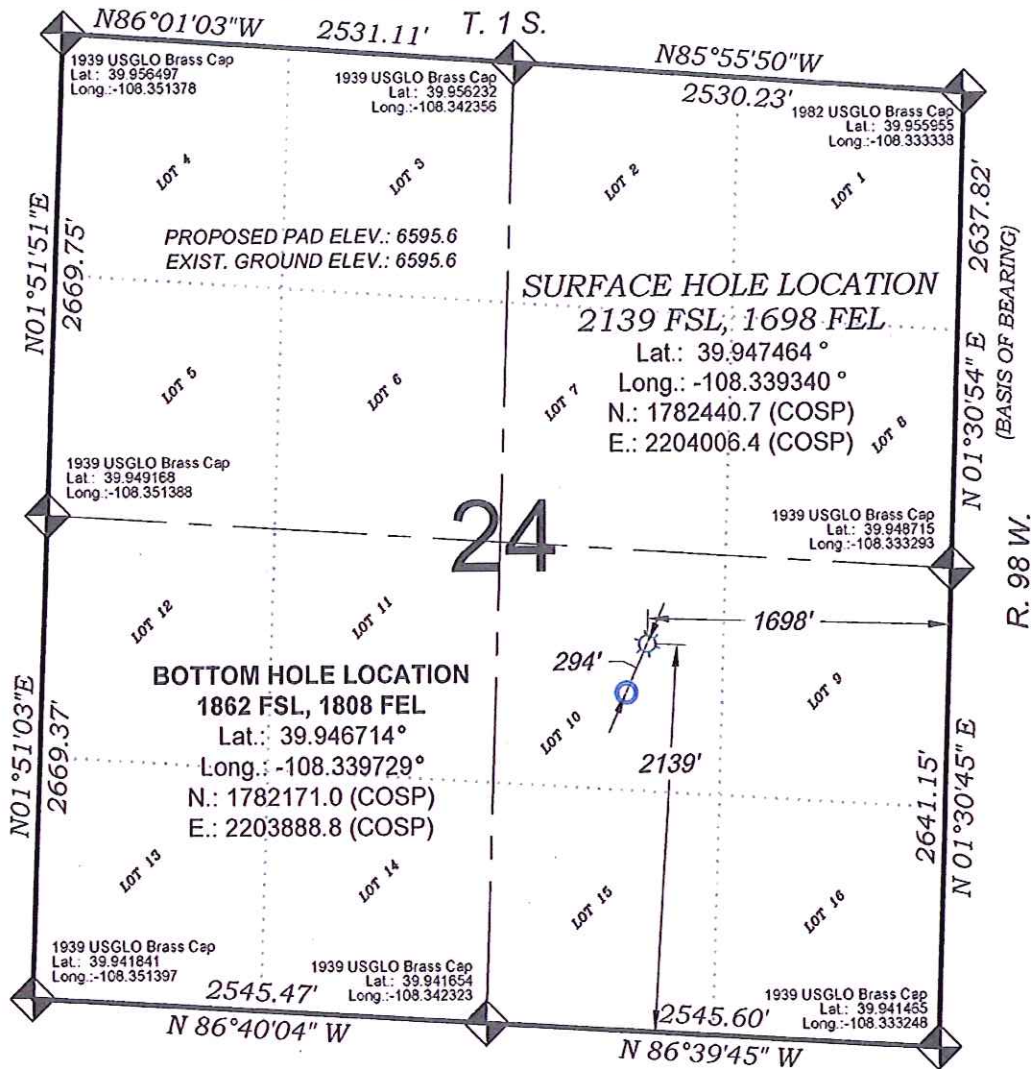 N86°01'03"W 2531.11' T. 1 S. N85°55'50"W
2530.23'
1939 USGLO Brass Cap
Lat.: 39.956497
Long.:-108.351378
1939 USGLO Brass Cap
Lat.: 39.956232
Long.:-108.342356
1982 USGLO Brass Cap
Lat.: 39.955955
Long.:-108.333338
LOT 4
LOT 3
LOT 2
LOT 1
N01°51'51"E
2669.75'
2637.82'
N 01°30'54" E
(BASIS OF BEARING)
PROPOSED PAD ELEV.: 6595.6
EXIST. GROUND ELEV.: 6595.6
SURFACE HOLE LOCATION
2139 FSL, 1698 FEL
Lat.: 39.947464 °
Long.: -108.339340 °
N.: 1782440.7 (COSP)
E.: 2204006.4 (COSP)
LOT 5
LOT 6
LOT 7
LOT 8
1939 USGLO Brass Cap
Lat.: 39.949168
Long.:-108.351388
1939 USGLO Brass Cap
Lat.: 39.948715
Long.:-108.333293
24
R. 98 W.
LOT 12
LOT 11
1698'
294'
LOT 10
LOT 9
2139'
BOTTOM HOLE LOCATION
1862 FSL, 1808 FEL
Lat.: 39.946714°
Long.: -108.339729°
N.: 1782171.0 (COSP)
E.: 2203888.8 (COSP)
N01°51'03"E
2669.37'
2641.15'
N 01°30'45" E
LOT 13
LOT 14
LOT 15
LOT 16
1939 USGLO Brass Cap
Lat.: 39.941841
Long.:-108.351397
1939 USGLO Brass Cap
Lat.: 39.941654
Long.:-108.342323
1939 USGLO Brass Cap
Lat.: 39.941465
Long.:-108.333248
2545.47'
N 86°40'04" W
2545.60'
N 86°39'45" W